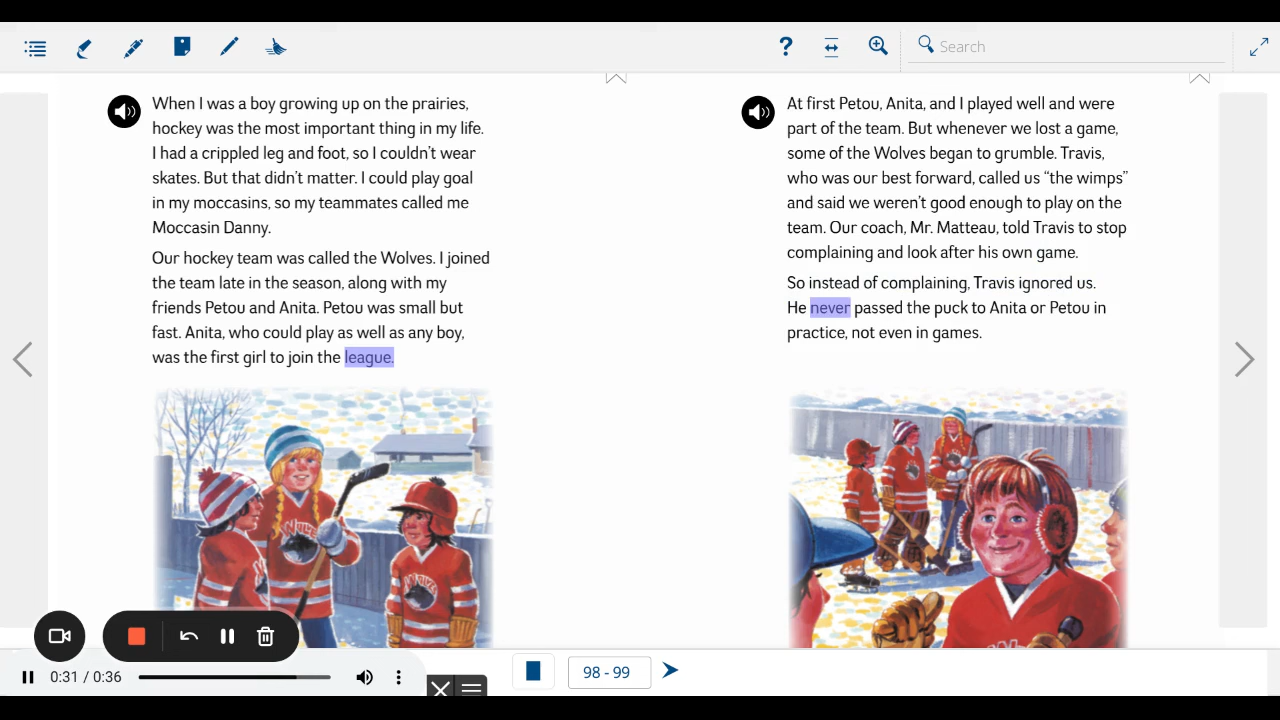 Search
When I was a boy growing up on the prairies,
hockey was the most important thing in my life.
I had a crippled leg and foot, so I couldn't wear
skates. But that didn't matter. I could play goal
in my moccasins, so my teammates called me
Moccasin Danny.
Our hockey team was called the Wolves. I joined
the team late in the season, along with my
friends Petou and Anita. Petou was small but
fast. Anita, who could play as well as any boy,
was the first girl to join the league.
At first Petou, Anita, and I played well and were
part of the team. But whenever we lost a game,
some of the Wolves began to grumble. Travis,
who was our best forward, called us “the wimps”
and said we weren't good enough to play on the
team. Our coach, Mr. Matteau, told Travis to stop
complaining and look after his own game.
So instead of complaining, Travis ignored us.
He never passed the puck to Anita or Petou in
practice, not even in games.
0:31 / 0:36
98 - 99